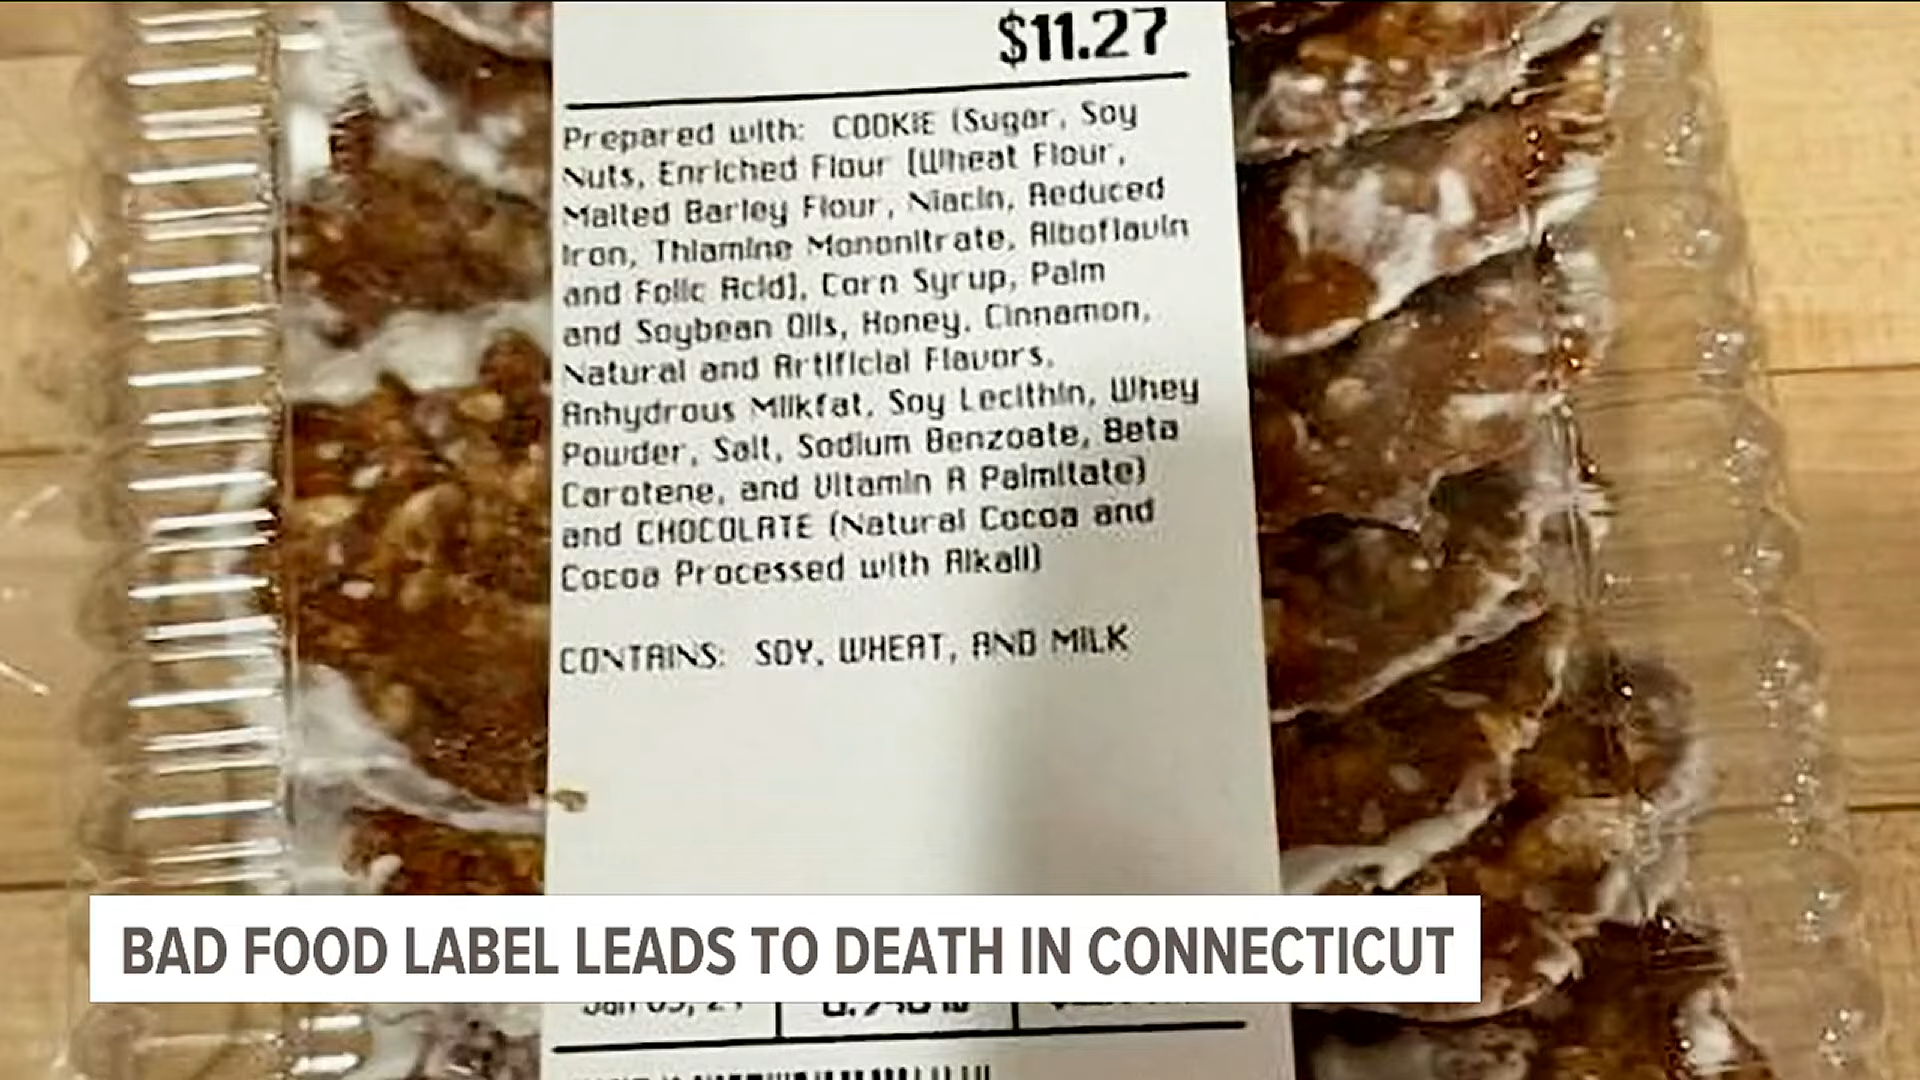 $11.27
Prepared with: COOKIE (Sugar, Soy
Nuts, Enriched Flour [Wheat Flour,
Malted Barley Flour, Niacin, Reduced
Iron, Thiamine Mononitrate, Riboflavin
and Folic Acid], Corn Syrup, Palm
and Soybean Oils, Honey, Cinnamon,
Natural and Artificial Flavors,
Anhydrous Milkfat, Soy Lecithin, Whey
Powder, Salt, Sodium Benzoate, Beta
Carotene, and Vitamin A Palmitate)
and CHOCOLATE (Natural Cocoa and
Cocoa Processed with Alkali)
CONTAINS: SOY, WHEAT, AND MILK
BAD FOOD LABEL LEADS TO DEATH IN CONNECTICUT